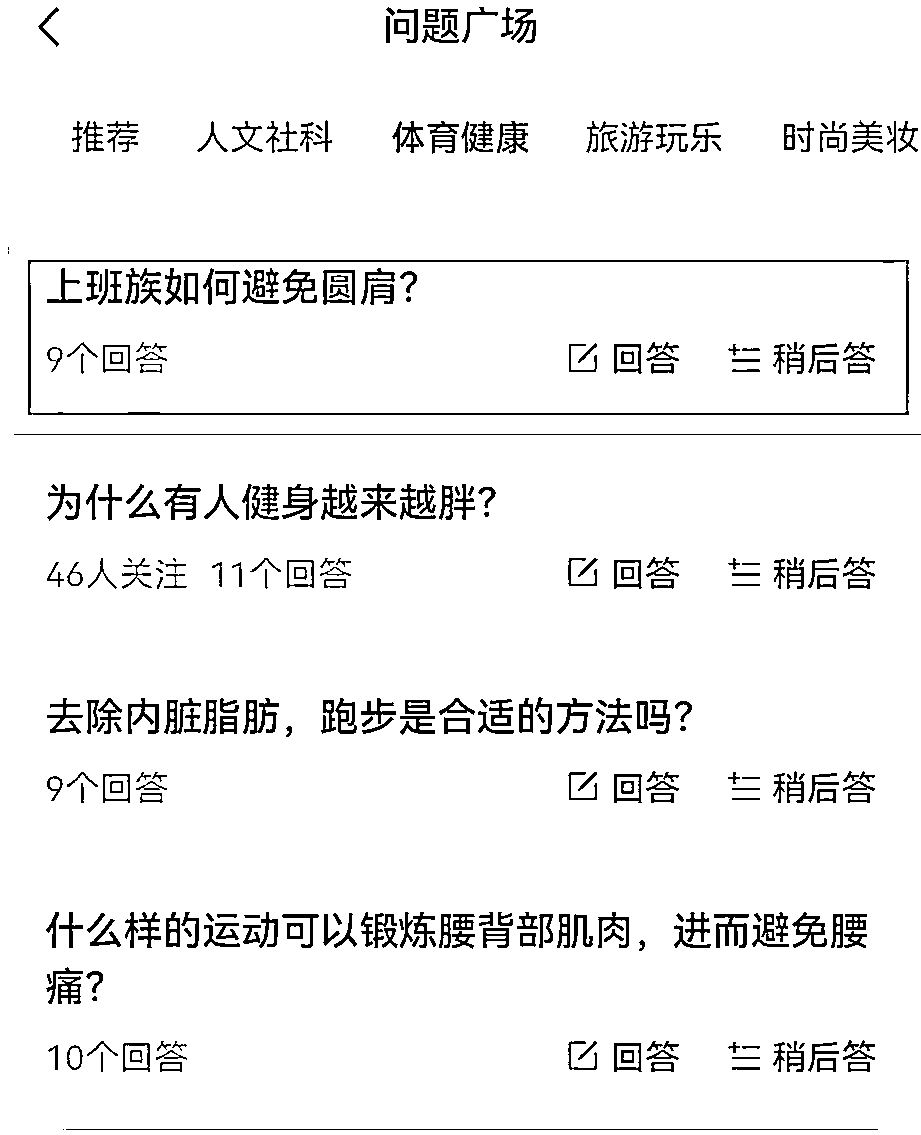 问题广场
推荐 人文社科 体育健康 旅游玩乐 时尚美妆
上班族如何避免圆肩?
9个回答 回答 稍后答
为什么有人健身越来越胖?
46人关注 11个回答 回答 稍后答
去除内脏脂肪，跑步是合适的方法吗?
9个回答 回答 稍后答
什么样的运动可以锻炼腰背部肌肉，进而避免腰
痛?
10个回答 回答 稍后答